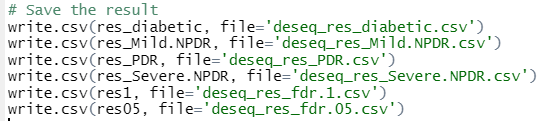 # Save the result
write.csv(res_diabetic, file='deseq_res_diabetic.csv')
write.csv(res_Mild.NPDR, file='deseq_res_Mild.NPDR.csv')
write.csv(res_PDR, file='deseq_res_PDR.csv')
write.csv(res_Severe.NPDR, file='deseq_res_Severe.NPDR.csv')
write.csv(res1, file='deseq_res_fdr.1.csv')
write.csv(res05, file='deseq_res_fdr.05.csv')